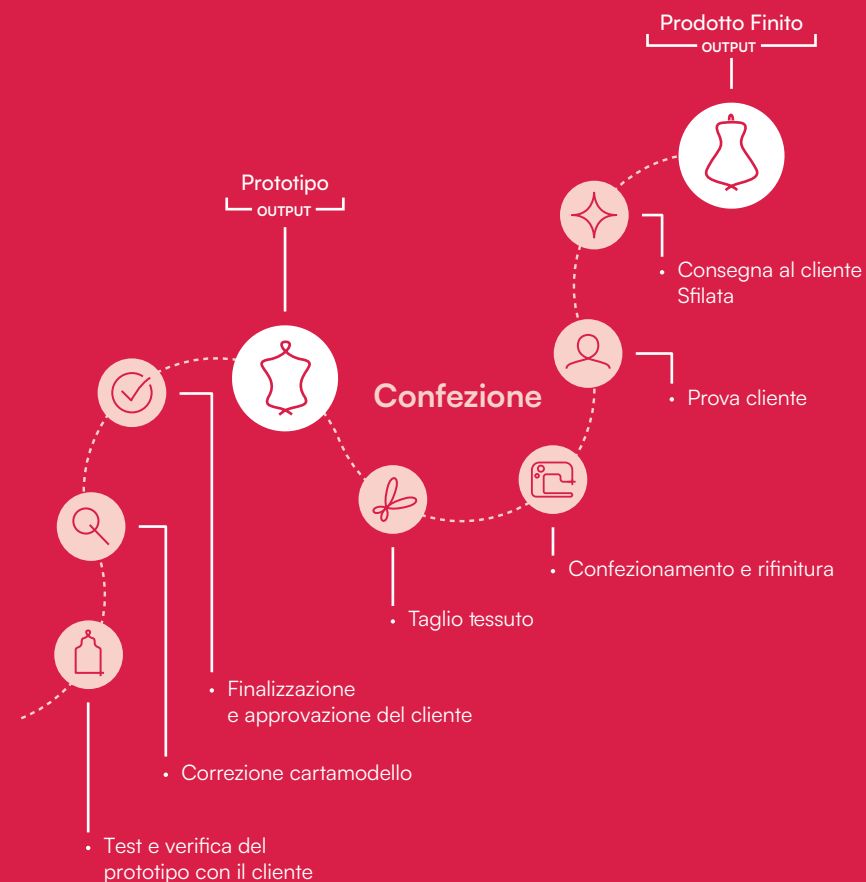 Prodotto Finito
OUTPUT
Prototipo
OUTPUT
Consegna al cliente
Sfilata
Confezione
Prova cliente
Confezionamento e rifinitura
Taglio tessuto
Finalizzazione
e approvazione del cliente
Correzione cartamodello
Test e verifica del
prototipo con il cliente